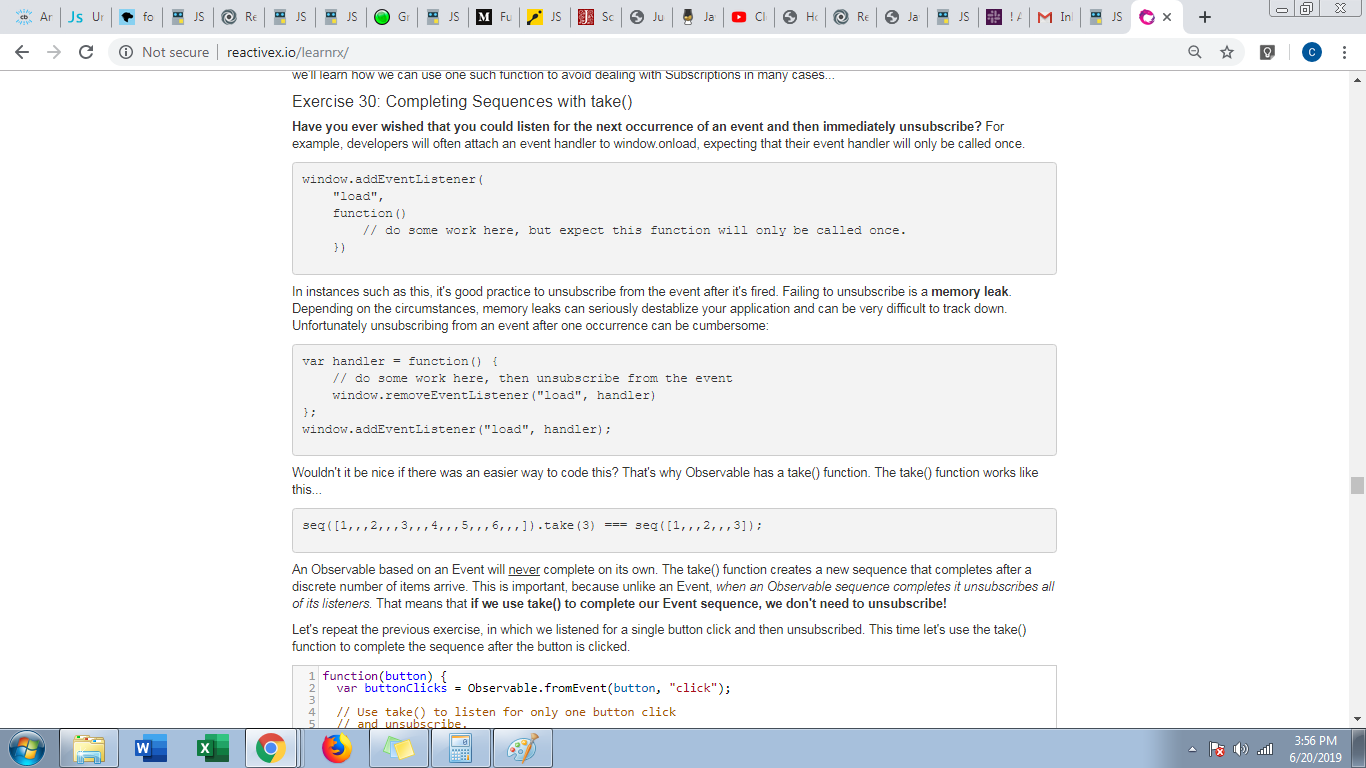 Ar
Js Ur
fo
JS
Re
JS
JS
Gr
JS
M Fu
JS
Sc
Ju
Ja
Cl
Re
Ja
JS
! A
In
JS
Not secure
reactivex.io/learnrx/
C
we'll learn how we can use one such function to avoid dealing with Subscriptions in many cases...
Exercise 30: Completing Sequences with take()
Have you ever wished that you could listen for the next occurrence of an event and then immediately unsubscribe? For
example, developers will often attach an event handler to window.onload, expecting that their event handler will only be called once.
window.addEventListener(
"load",
function()
// do some work here, but expect this function will only be called once.
})
In instances such as this, it's good practice to unsubscribe from the event after it's fired. Failing to unsubscribe is a memory leak.
Depending on the circumstances, memory leaks can seriously destablize your application and can be very difficult to track down.
Unfortunately unsubscribing from an event after one occurrence can be cumbersome:
var handler = function() {
// do some work here, then unsubscribe from the event
window.removeEventListener("load", handler)
};
window.addEventListener("load", handler);
Wouldn't it be nice if there was an easier way to code this? That's why Observable has a take() function. The take() function works like
this...
seq([1,,,2,,,3,,,4,,,5,,,6,,,]).take(3) === seq([1,,,2,,,3]);
An Observable based on an Event will never complete on its own. The take() function creates a new sequence that completes after a
discrete number of items arrive. This is important, because unlike an Event, when an Observable sequence completes it unsubscribes all
of its listeners. That means that if we use take() to complete our Event sequence, we don't need to unsubscribe!
Let's repeat the previous exercise, in which we listened for a single button click and then unsubscribed. This time let's use the take()
function to complete the sequence after the button is clicked.
1 function(button) {
2 var buttonClicks = Observable.fromEvent(button, "click");
3
4 // Use take() to listen for only one button click
5 // and unsubscribe.
3:56 PM
6/20/2019